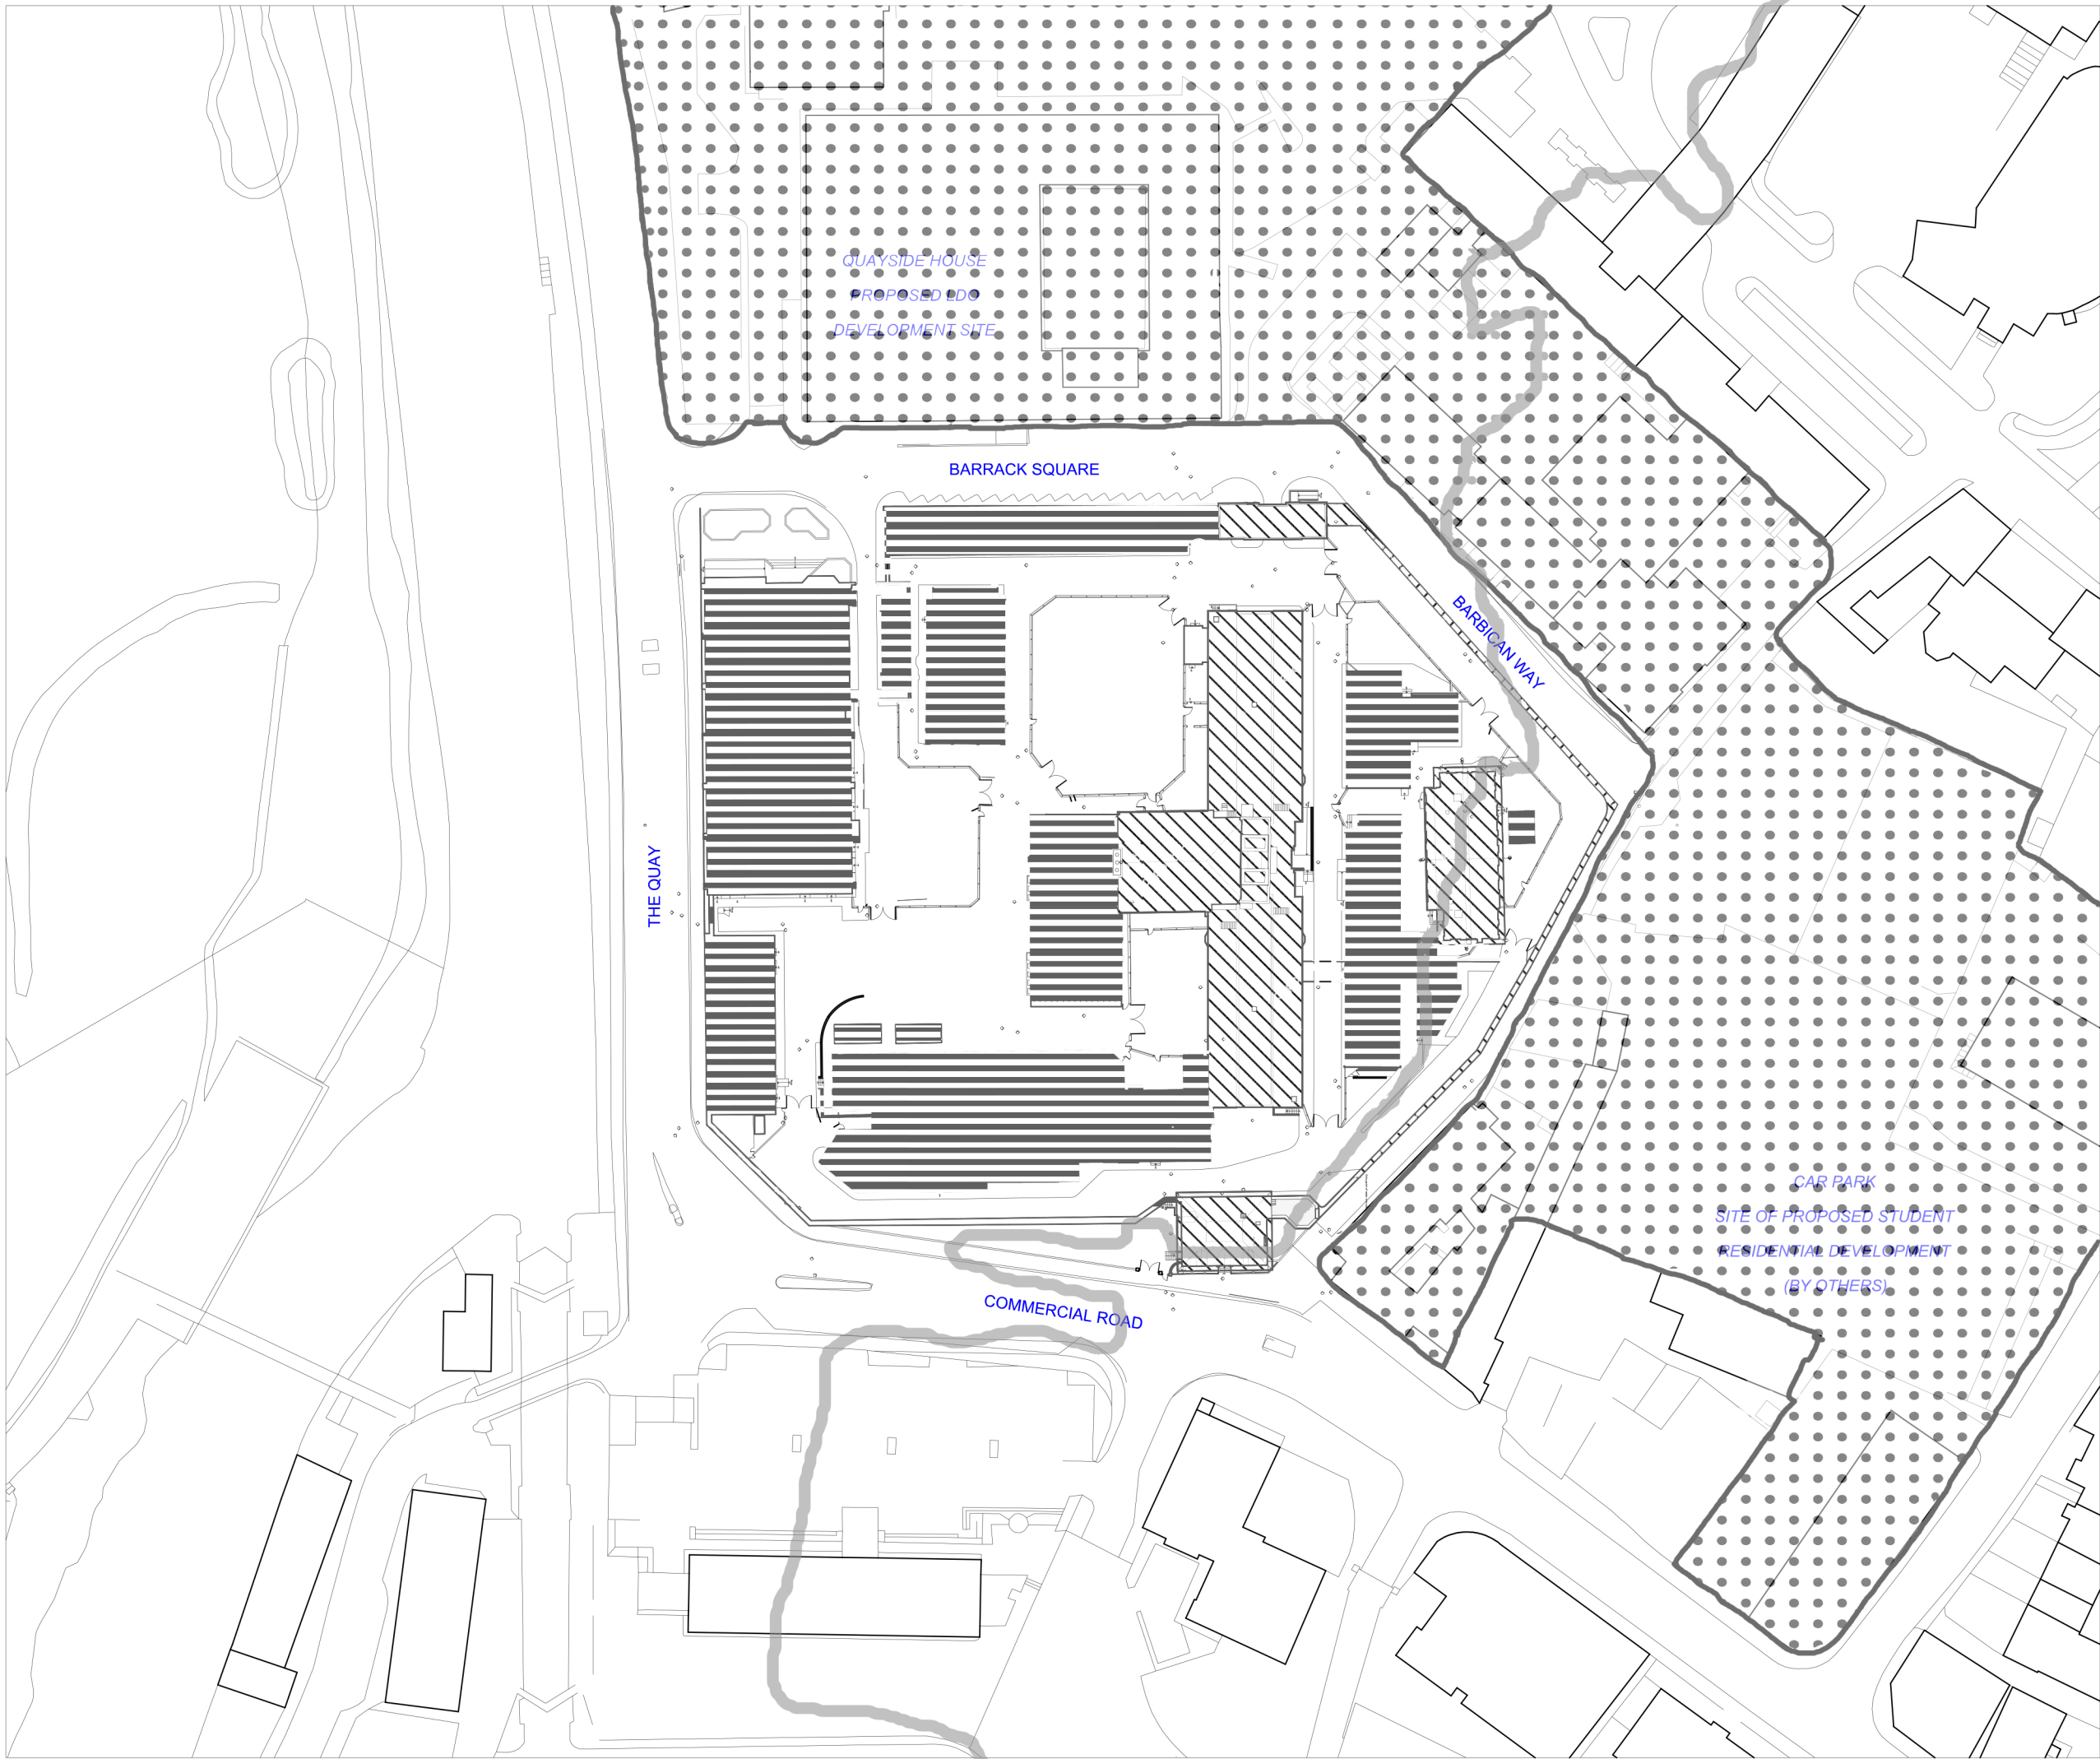 QUAYSIDE HOUSE
PROPOSED LDO
DEVELOPMENT SITE
BARRACK SQUARE
BARBICAN WAY
THE QUAY
CAR PARK
SITE OF PROPOSED STUDENT
RESIDENTIAL DEVELOPMENT
(BY OTHERS)
COMMERCIAL ROAD